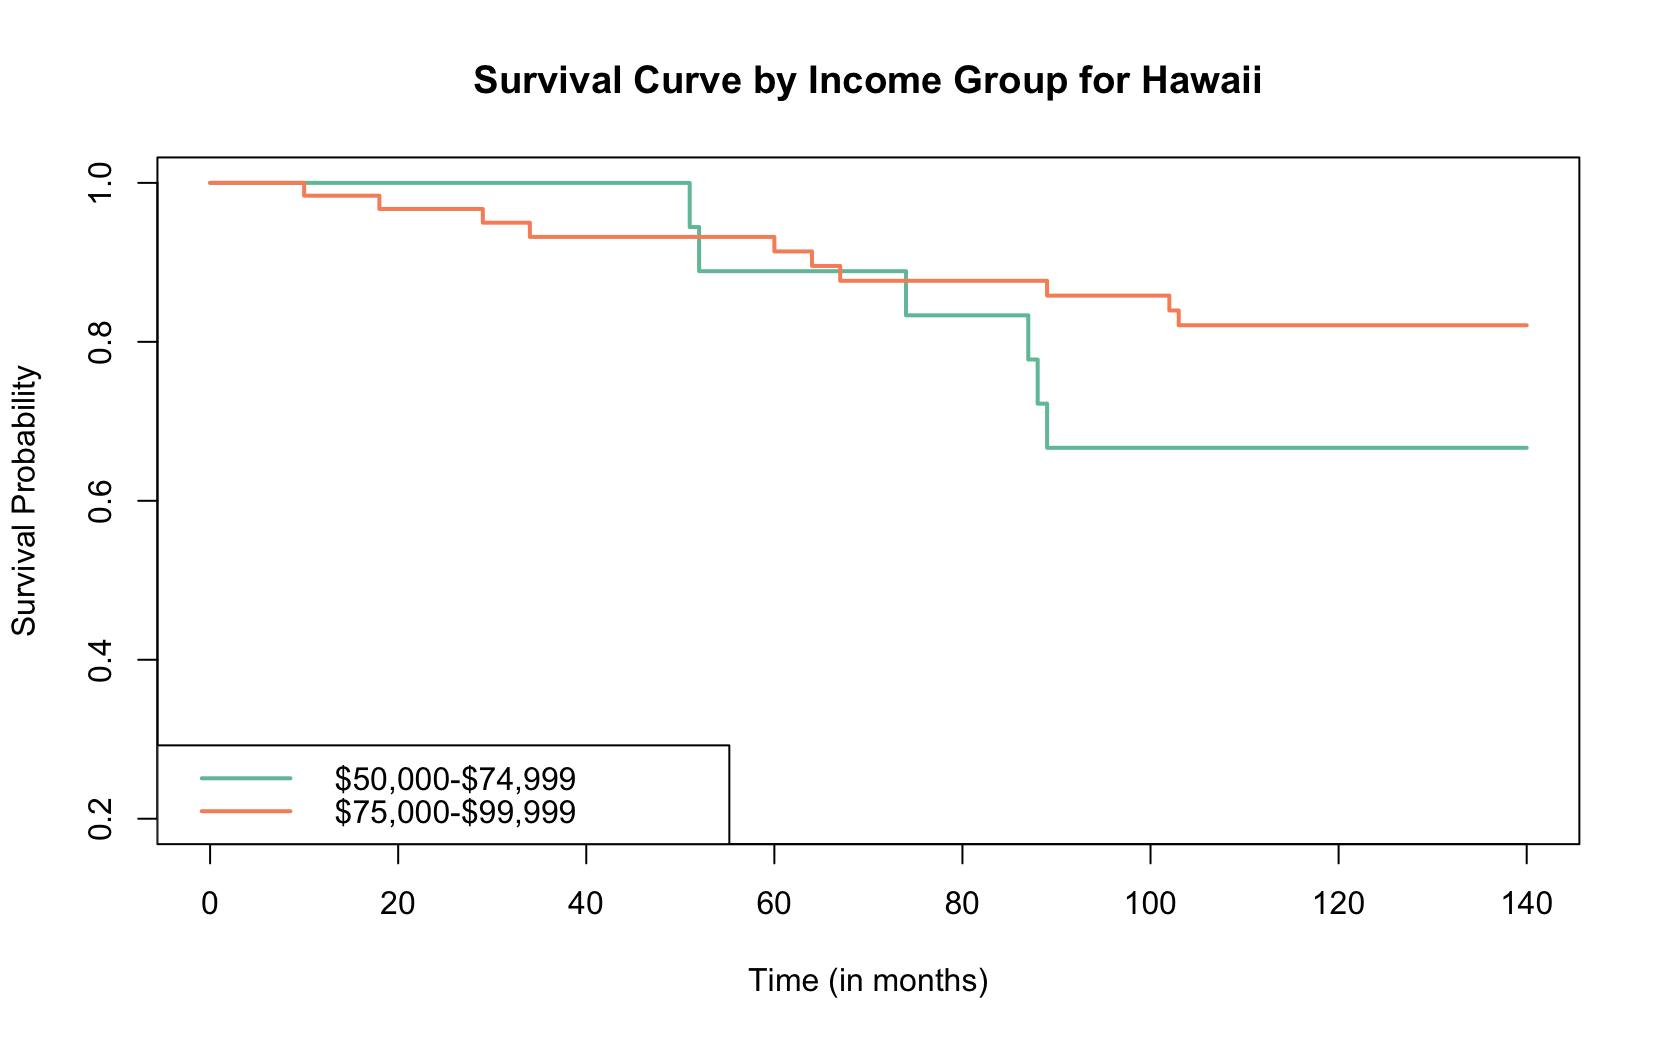 Survival Curve by Income Group for Hawaii
Survival Probability
1.0
0.8
0.6
0.4
0.2
$50,000-$74,999
$75,000-$99,999
0 20 40 60 80 100 120 140
Time (in months)